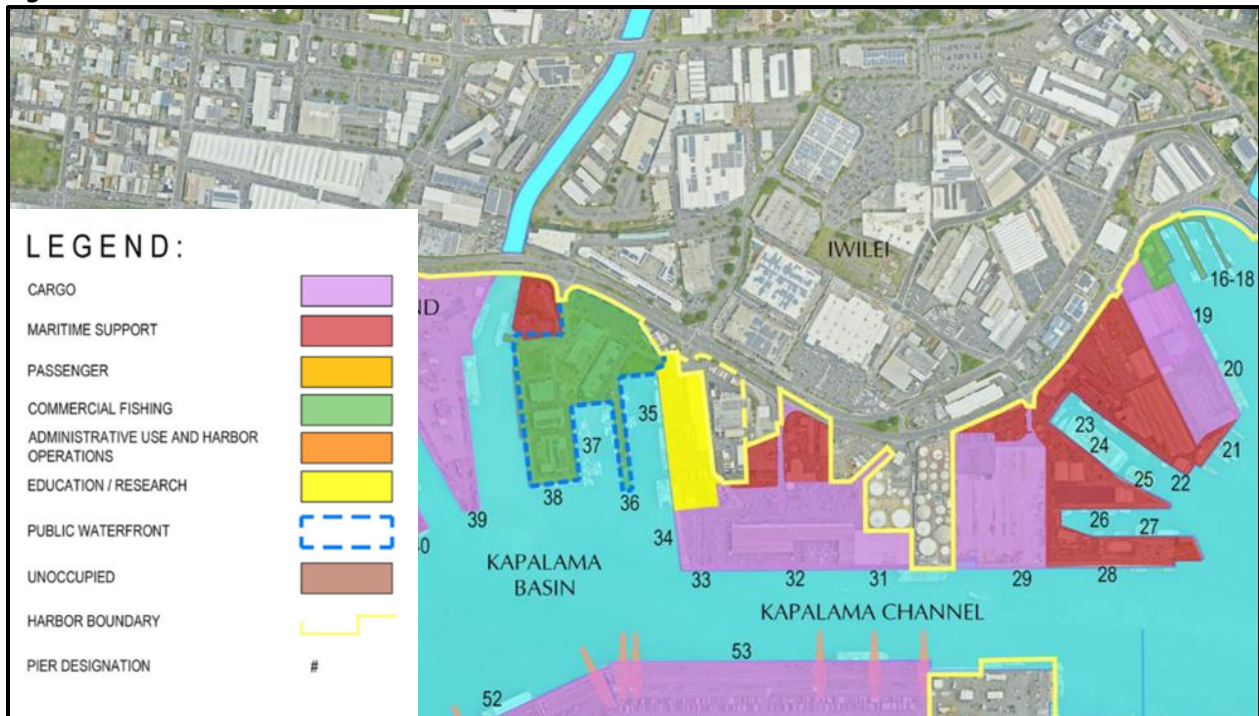 LEGEND:
CARGO
MARITIME SUPPORT
PASSENGER
COMMERCIAL FISHING
ADMINISTRATIVE USE AND HARBOR
OPERATIONS
EDUCATION / RESEARCH
PUBLIC WATERFRONT
UNOCCUPIED
HARBOR BOUNDARY
PIER DESIGNATION #
IWILEI
16-18
19
20
21
22
23
24
25
26
27
28
29
31
32
33
34
35
36
37
38
39
KAPALAMA
BASIN
KAPALAMA CHANNEL
53
52